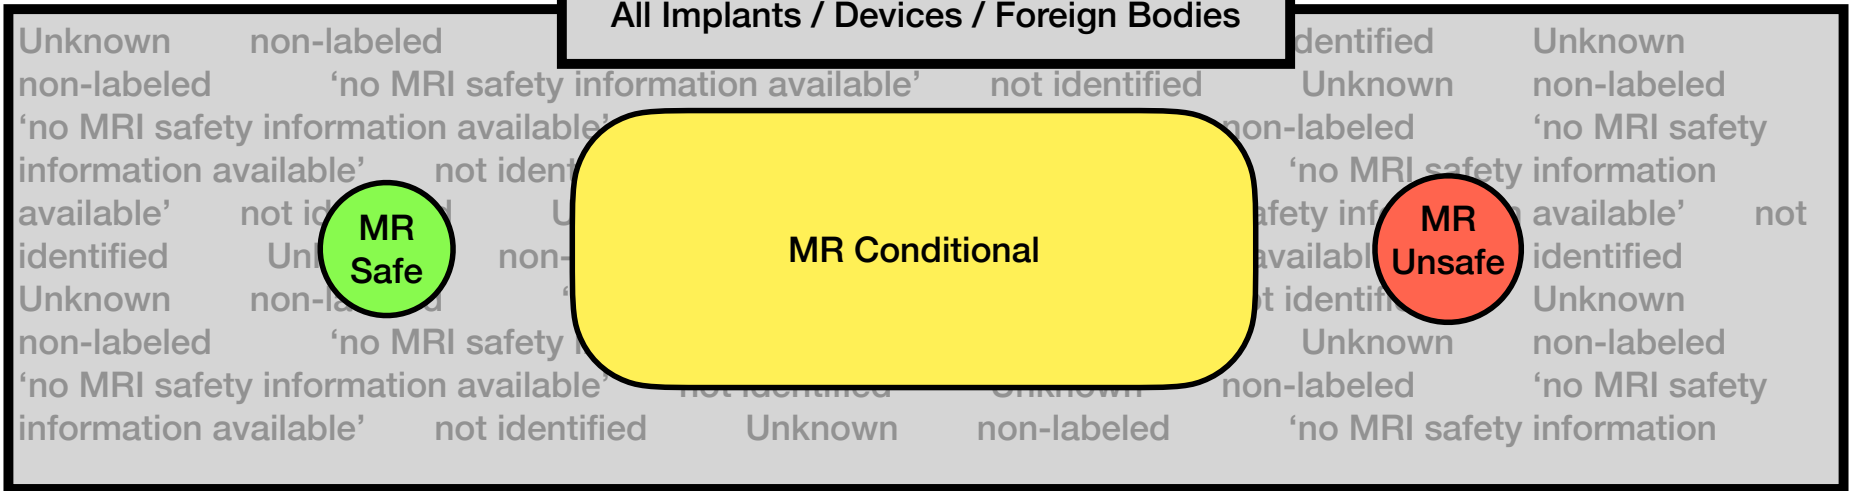 All Implants / Devices / Foreign Bodies
Unknown non-labeled Unknown
non-labeled ‘no MRI safety information available’ not identified Unknown non-labeled
‘no MRI safety information available’ non-labeled ‘no MRI safety
information available’ not ‘no MRI safety information
available’ not available’ not
identified identified
Unknown Unknown
non-labeled ‘no MRI safety Unknown non-labeled
‘no MRI safety information available’ not identified Unknown non-labeled ‘no MRI safety
information available’ not identified Unknown non-labeled ‘no MRI safety information
MR
Safe
MR Conditional
MR
Unsafe